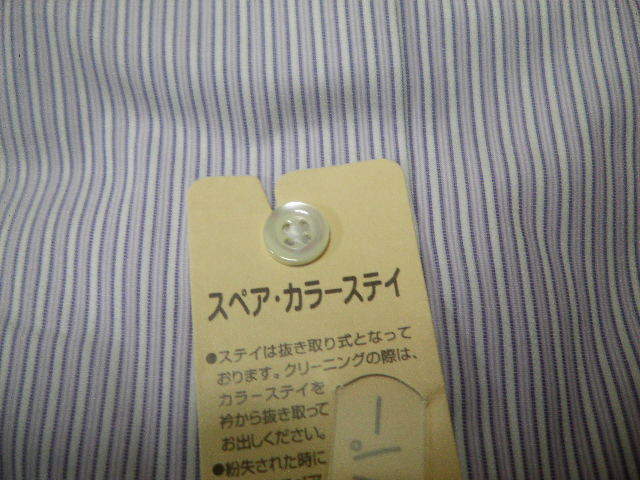 スペア・カラーステイ
●ステイは抜き取り式となって
おります。クリーニングの際は、
カラーステイを
衿から抜き取って
お出しください。
●紛失された時に